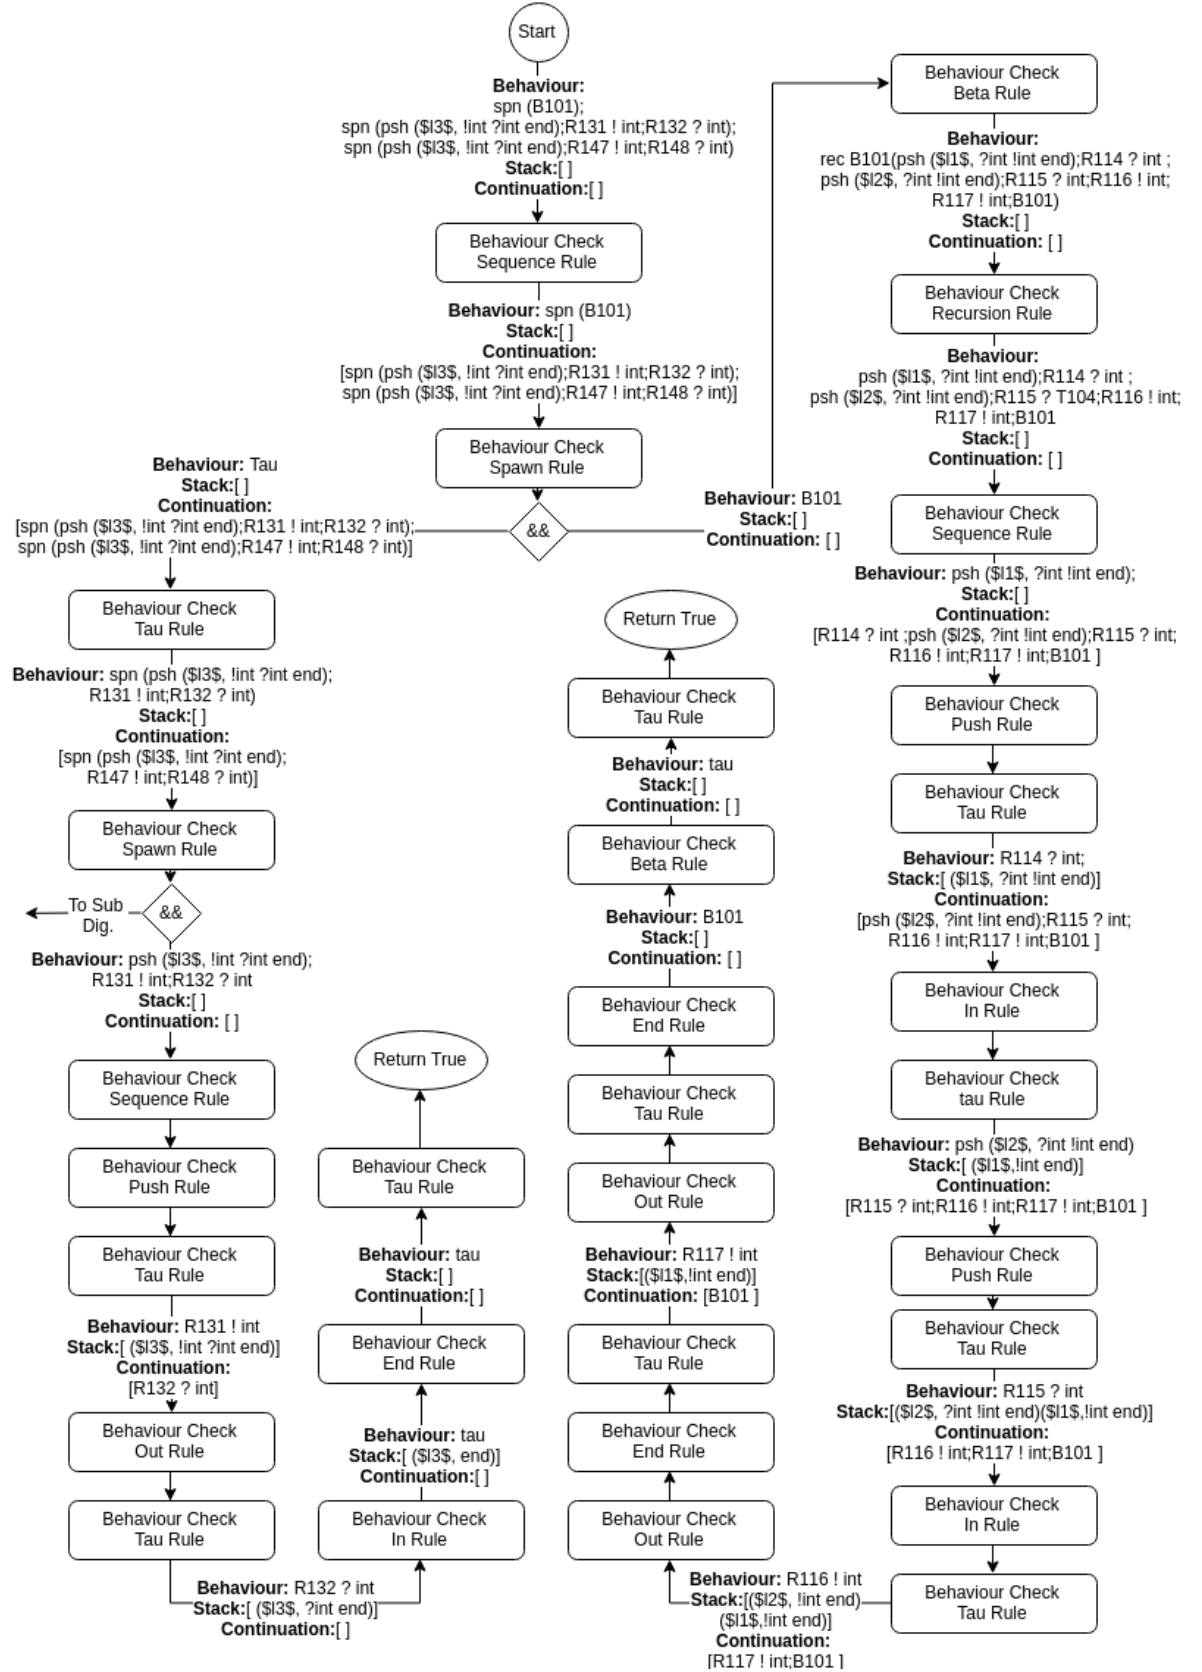 Start
Behaviour:
spn (B101);
spn (psh ($l3$, !int ?int end);R131 ! int;R132 ? int);
spn (psh ($l3$, !int ?int end);R147 ! int;R148 ? int)
Stack:[ ]
Continuation:[ ]
Behaviour Check
Sequence Rule
Behaviour: spn (B101)
Stack:[ ]
Continuation:
[spn (psh ($l3$, !int ?int end);R131 ! int;R132 ? int);
spn (psh ($l3$, !int ?int end);R147 ! int;R148 ? int)]
Behaviour Check
Spawn Rule
&&
Behaviour: Tau
Stack:[ ]
Continuation:
[spn (psh ($l3$, !int ?int end);R131 ! int;R132 ? int);
spn (psh ($l3$, !int ?int end);R147 ! int;R148 ? int)]
Behaviour Check
Tau Rule
Behaviour: spn (psh ($l3$, !int ?int end);
R131 ! int;R132 ? int)
Stack:[ ]
Continuation:
[spn (psh ($l3$, !int ?int end);
R147 ! int;R148 ? int)]
Behaviour Check
Spawn Rule
&&
To Sub
Dig.
Behaviour: psh ($l3$, !int ?int end);
R131 ! int;R132 ? int
Stack:[ ]
Continuation: [ ]
Behaviour Check
Sequence Rule
Behaviour Check
Push Rule
Behaviour Check
Tau Rule
Behaviour: R131 ! int
Stack:[ ($l3$, !int ?int end)]
Continuation:
[R132 ? int]
Behaviour Check
Out Rule
Behaviour Check
Tau Rule
Behaviour: R132 ? int
Stack:[ ($l3$, ?int end)]
Continuation:[ ]
Behaviour Check
In Rule
Behaviour: tau
Stack:[ ($l3$, end)]
Continuation:[ ]
Behaviour Check
End Rule
Behaviour: tau
Stack:[ ]
Continuation:[ ]
Behaviour Check
Tau Rule
Return True
Behaviour: B101
Stack:[ ]
Continuation: [ ]
Behaviour Check
Beta Rule
Behaviour:
rec B101(psh ($l1$, ?int !int end);R114 ? int ;
psh ($l2$, ?int !int end);R115 ? int;R116 ! int;
R117 ! int;B101)
Stack:[ ]
Continuation: [ ]
Behaviour Check
Recursion Rule
Behaviour:
psh ($l1$, ?int !int end);R114 ? int ;
psh ($l2$, ?int !int end);R115 ? T104;R116 ! int;
R117 ! int;B101
Stack:[ ]
Continuation: [ ]
Behaviour Check
Sequence Rule
Behaviour: psh ($l1$, ?int !int end);
Stack:[ ]
Continuation:
[R114 ? int ;psh ($l2$, ?int !int end);R115 ? int;
R116 ! int;R117 ! int;B101 ]
Behaviour Check
Push Rule
Behaviour Check
Tau Rule
Behaviour: R114 ? int;
Stack:[ ($l1$, ?int !int end)]
Continuation:
[psh ($l2$, ?int !int end);R115 ? int;
R116 ! int;R117 ! int;B101 ]
Behaviour Check
In Rule
Behaviour Check
tau Rule
Behaviour: psh ($l2$, ?int !int end)
Stack:[ ($l1$,!int end)]
Continuation:
[R115 ? int;R116 ! int;R117 ! int;B101 ]
Behaviour Check
Push Rule
Behaviour Check
Tau Rule
Behaviour: R115 ? int
Stack:[($l2$, ?int !int end)($l1$,!int end)]
Continuation:
[R116 ! int;R117 ! int;B101 ]
Behaviour Check
In Rule
Behaviour Check
Tau Rule
Behaviour: R116 ! int
Stack:[($l2$, !int end)
($l1$,!int end)]
Continuation:
[R117 ! int;B101 ]
Behaviour Check
Out Rule
Behaviour Check
End Rule
Behaviour Check
Tau Rule
Behaviour: R117 ! int
Stack:[($l1$,!int end)]
Continuation: [B101 ]
Behaviour Check
Out Rule
Behaviour Check
Tau Rule
Behaviour Check
End Rule
Behaviour: B101
Stack:[ ]
Continuation: [ ]
Behaviour Check
Beta Rule
Behaviour: tau
Stack:[ ]
Continuation: [ ]
Behaviour Check
Tau Rule
Return True